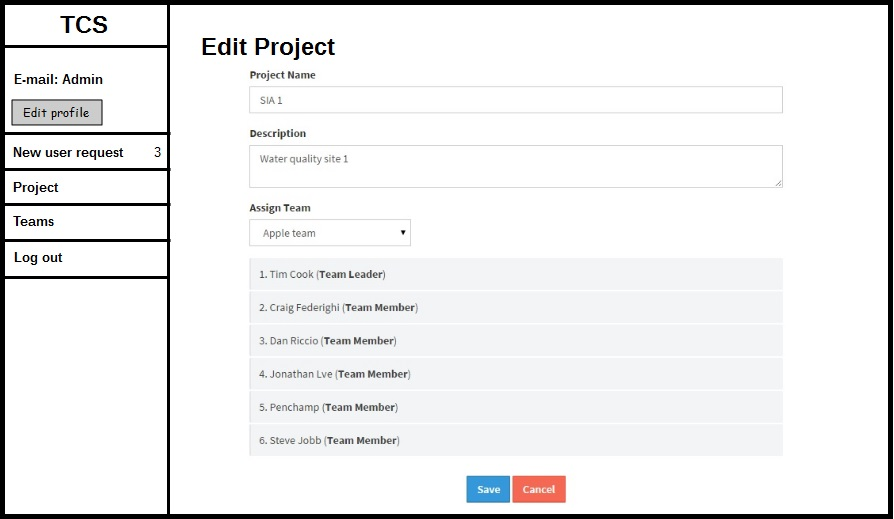 TCS
E-mail: Admin
Edit profile
New user request 3
Project
Teams
Log out
Edit Project
Project Name
SIA 1
Description
Water quality site 1
Assign Team
Apple team
1. Tim Cook (Team Leader)
2. Craig Federighi (Team Member)
3. Dan Riccio (Team Member)
4. Jonathan Lve (Team Member)
5. Penchamp (Team Member)
6. Steve Jobb (Team Member)
Save Cancel